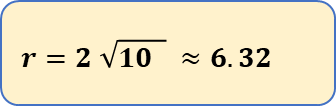 r = 2 √10 ≈ 6.32